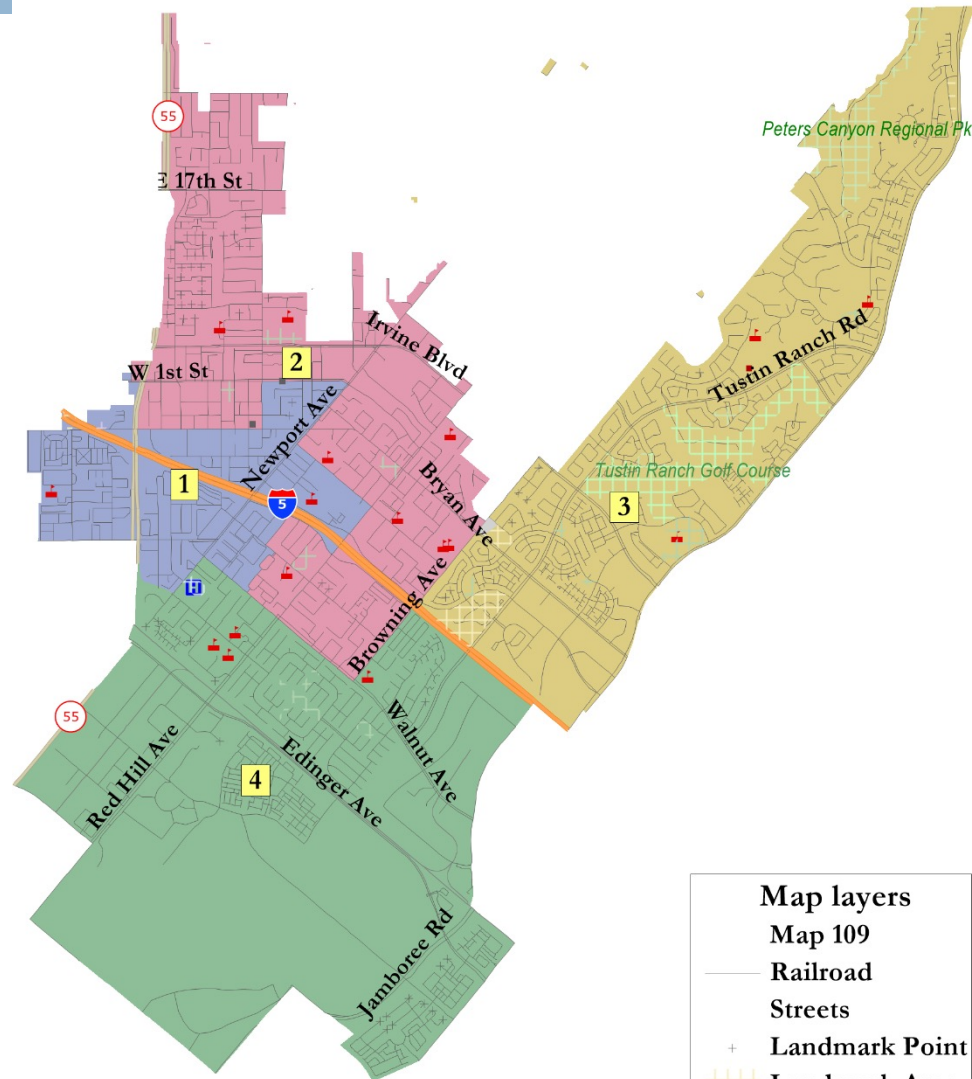 55
Peters Canyon Regional Pk
E 17th St
Irvine Blvd
2
W 1st St
Tustin Ranch Rd
Newport Ave
Tustin Ranch Golf Course
1
Bryan Ave
5
3
H
Browning Ave
55
Walnut Ave
Red Hill Ave
Edinger Ave
4
Jamboree Rd
Map layers
Map 109
Railroad
Streets
Landmark Point